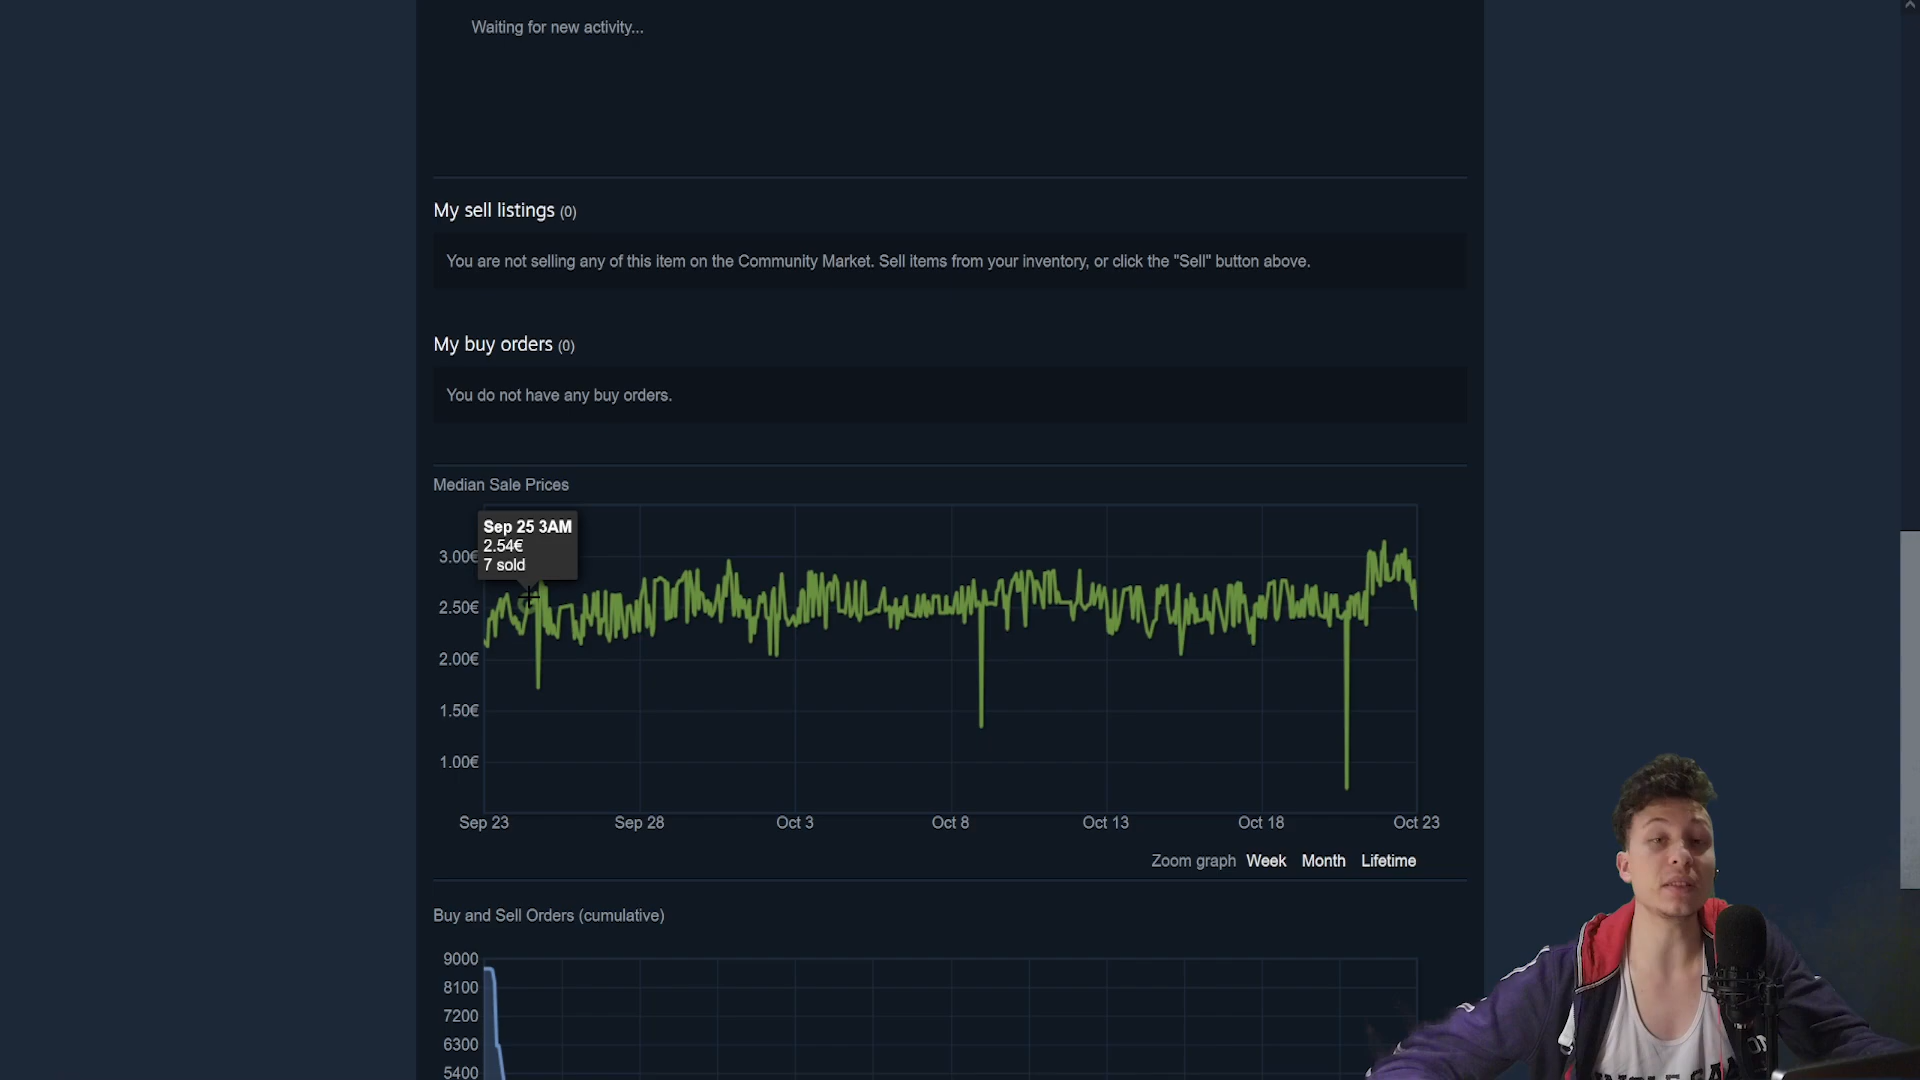 Waiting for new activity...
My sell listings (0)
You are not selling any of this item on the Community Market. Sell items from your inventory, or click the "Sell" button above.
My buy orders (0)
You do not have any buy orders.
Median Sale Prices
Sep 25 3AM
2.54€
7 sold
3.00€
2.50€
2.00€
1.50€
1.00€
Sep 23 Sep 28 Oct 3 Oct 8 Oct 13 Oct 18 Oct 23
Zoom graph Week Month Lifetime
Buy and Sell Orders (cumulative)
9000
8100
7200
6300
5400